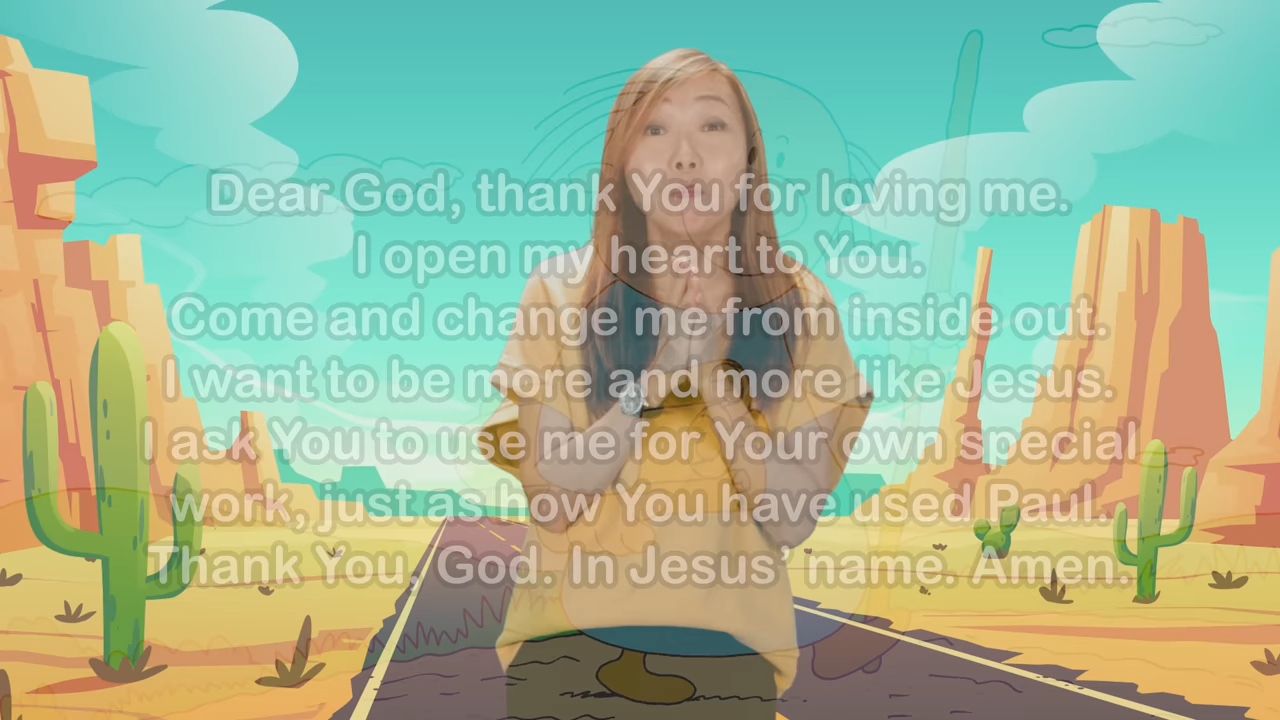 Dear God, thank You for loving me.
I open my heart to You.
Come and change me from inside out.
I want to be more and more like Jesus.
I ask You to use me for Your own special
work, just as how You have used Paul.
Thank You, God. In Jesus' name, Amen.